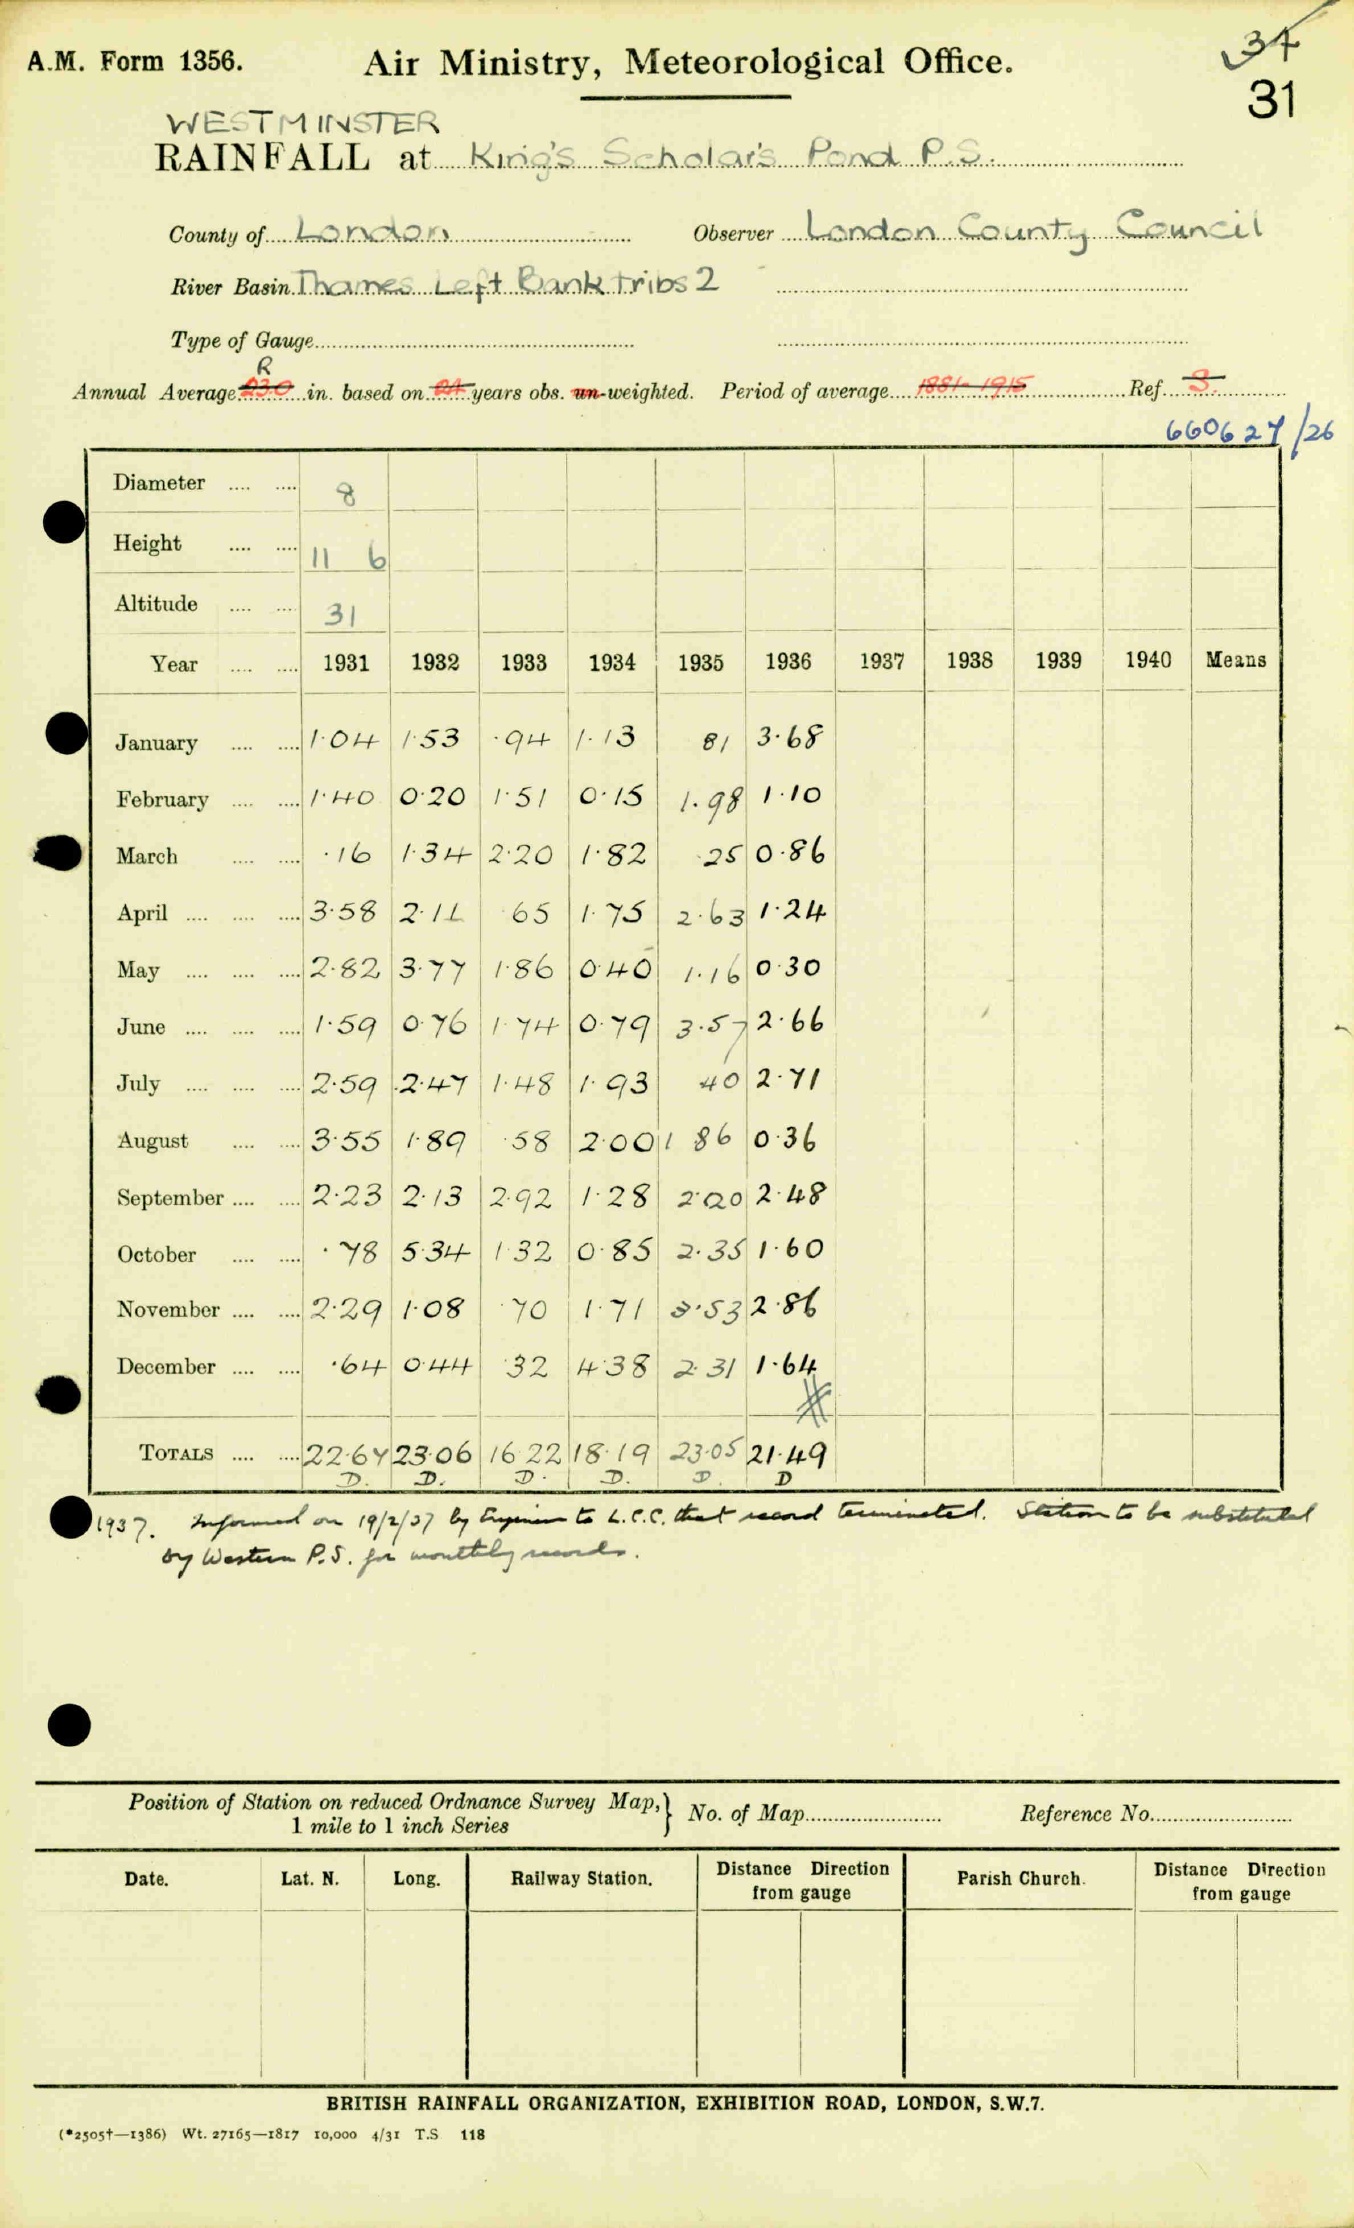 A.M. Form 1356. Air Ministry, Meteorological Office. 34
31
WESTMINSTER
RAINFALL at King's Scholar's Pond P.S.
County of London Observer London County Council
River Basin Thames Left Bank tribs 2
Type of Gauge
R
Annual Average 23.0 in. based on years obs. un-weighted. Period of average 1881-1915 Ref. S.
660627/26
Diameter .... .... 8
Height .... .... 11 6
Altitude .... .... 31
Year .... .... 1931 1932 1933 1934 1935 1936 1937 1938 1939 1940 Means
January .... .... 1.04 1.53 .94 1.13 81 3.68
February .... .... 1.40 0.20 1.51 0.15 1.98 1.10
March .... .... .16 1.34 2.20 1.82 .25 0.86
April .... .... .... 3.58 2.11 .65 1.75 2.63 1.24
May .... .... .... 2.82 3.77 1.86 0.40 1.16 0.30
June .... .... .... 1.59 0.76 1.74 0.79 3.57 2.66
July .... .... .... 2.59 2.47 1.48 1.93 40 2.71
August .... .... 3.55 1.89 .58 2.00 1 86 0.36
September .... .... 2.23 2.13 2.92 1.28 2.20 2.48
October .... .... .78 5.34 1.32 0.85 2.35 1.60
November .... .... 2.29 1.08 .70 1.71 3.53 2.86
December .... .... .64 0.44 .32 4.38 2.31 1.64
TOTALS .... .... 22.67 23.06 16.22 18.19 23.05 21.49
D. D. D. D. D. D
1937. Informed on 19/2/37 by Engineer to L.C.C. that record terminated. Station to be substituted
by Western P.S. for monthly records.
Position of Station on reduced Ordnance Survey Map,} No. of Map Reference No.
1 mile to 1 inch Series
Date. Lat. N. Long. Railway Station. Distance Direction from gauge Parish Church. Distance Direction from gauge
BRITISH RAINFALL ORGANIZATION, EXHIBITION ROAD, LONDON, S.W.7.
(*2505†—1386) Wt. 27165—1817 10,000 4/31 T.S 118